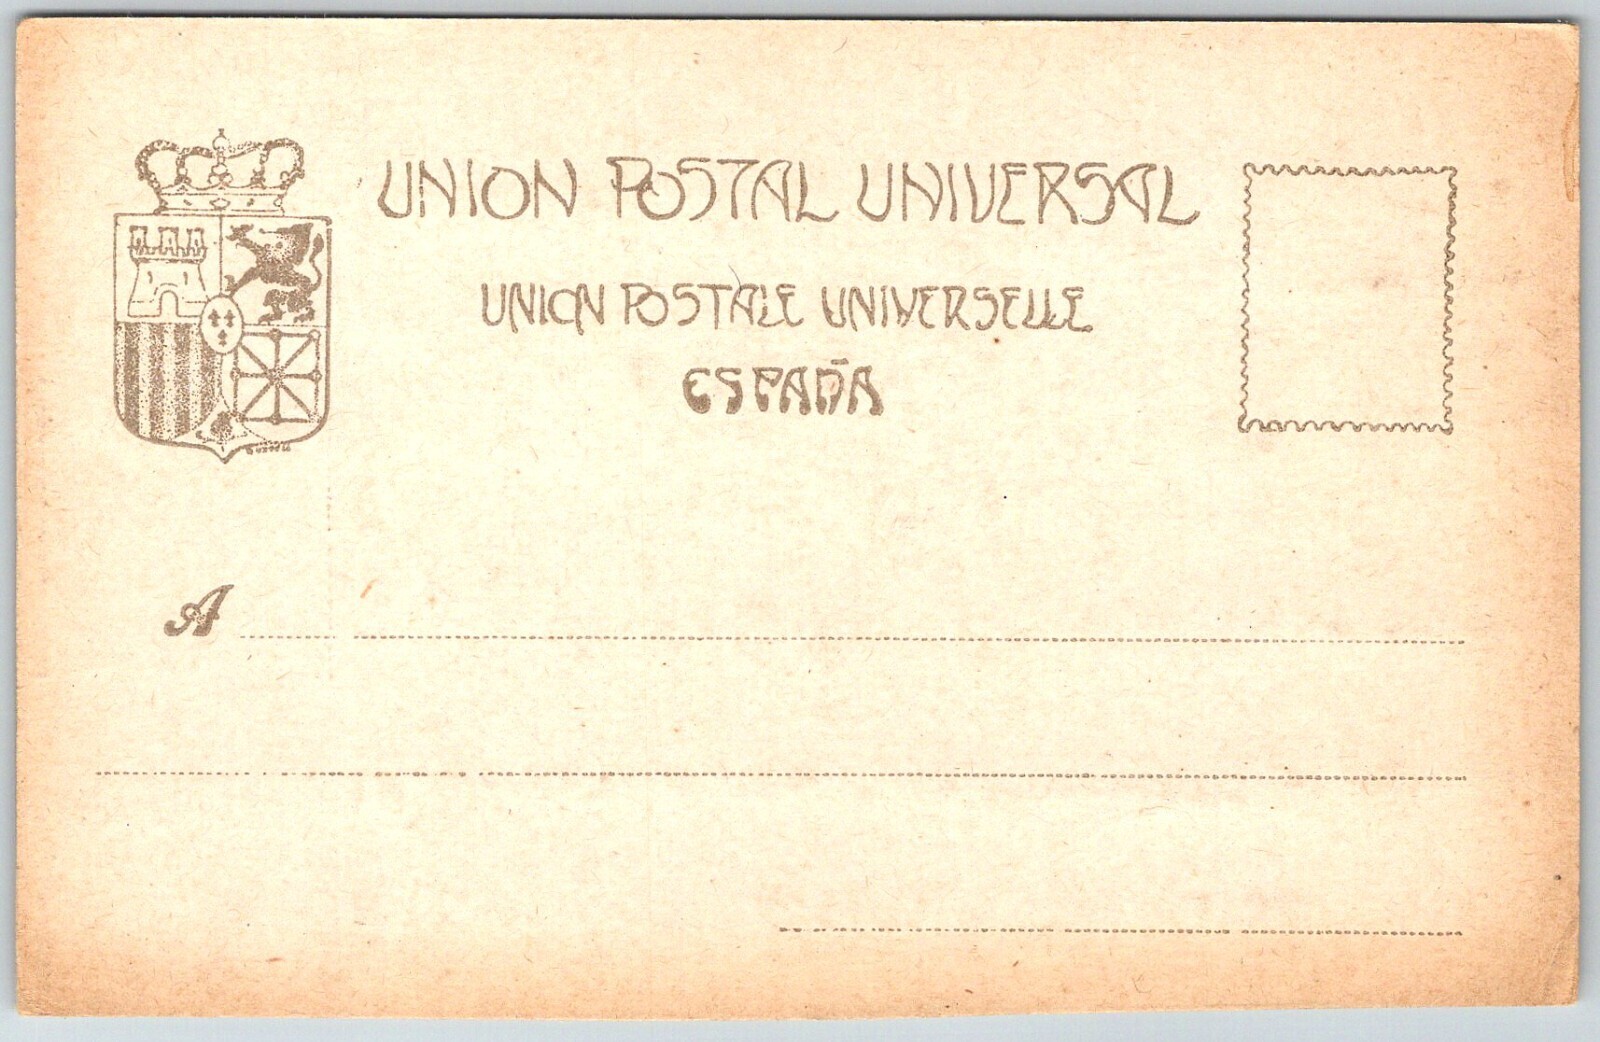 UNION POSTAL UNIVERSAL
UNION POSTALE UNIVERSELLE
ESPAÑA
A